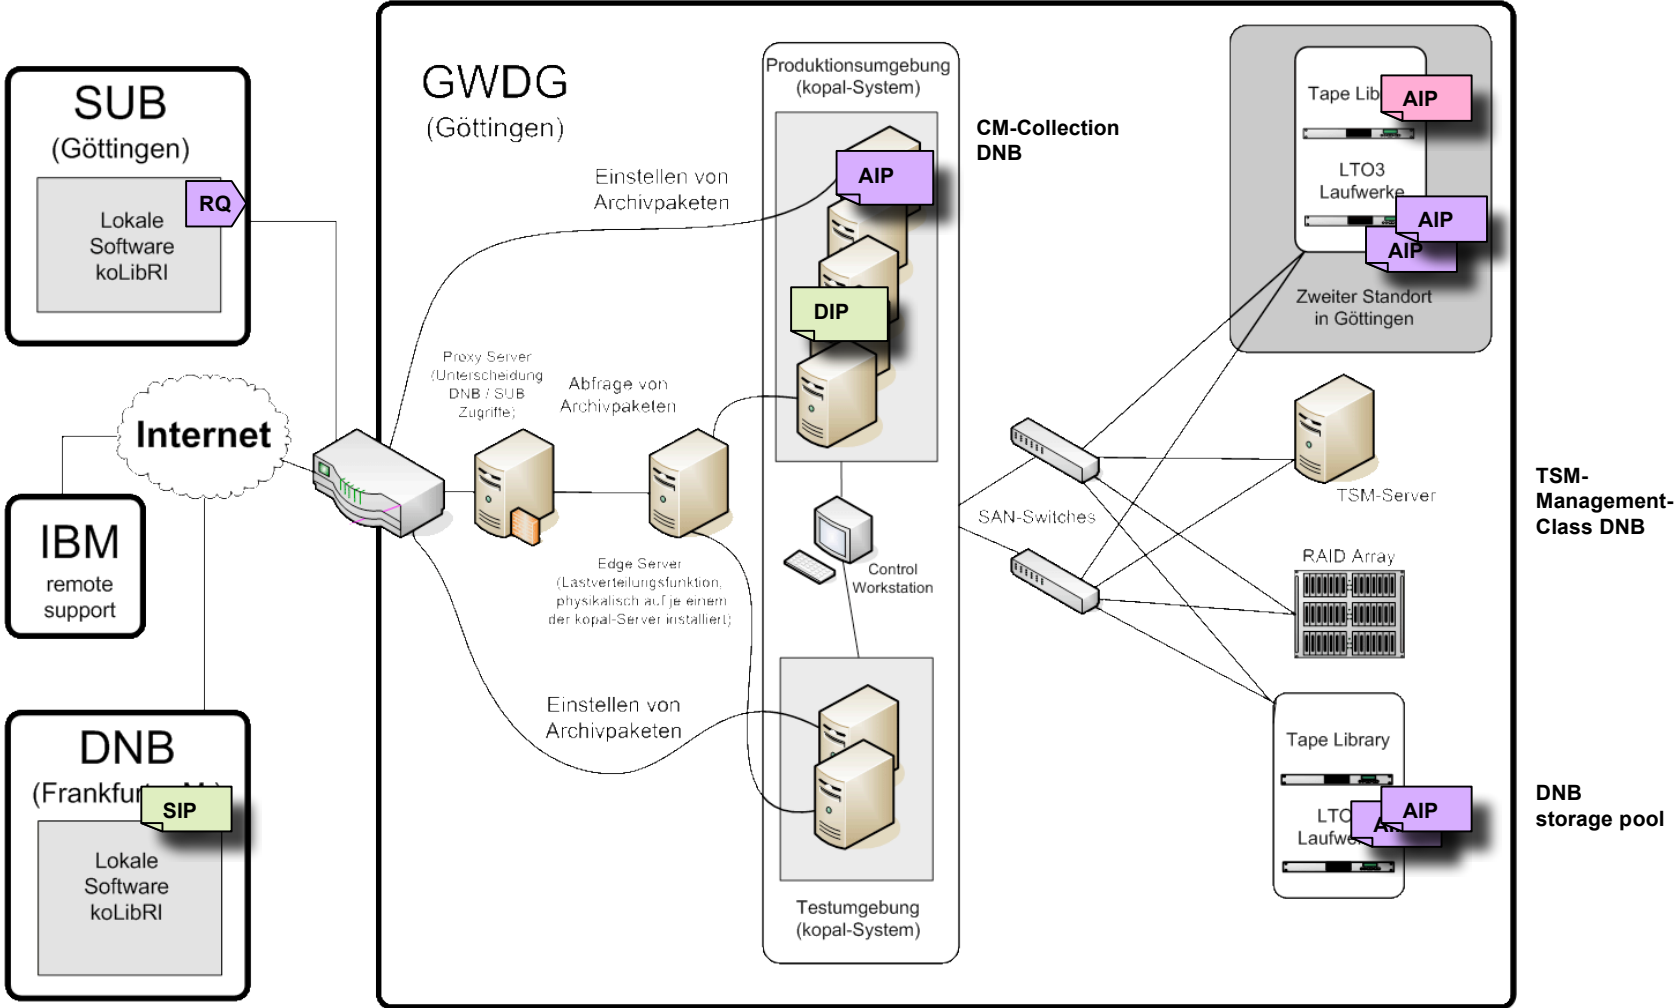 SUB
(Göttingen)
RQ
Lokale
Software
koLibRI
Internet
IBM
remote
support
DNB
(Frankfurt
SIP
Lokale
Software
koLibRI
GWDG
(Göttingen)
Einstellen von
Archivpaketen
Proxy Server
(Unterscheidung
DNB / SUB
Zugriffe)
Abfrage von
Archivpaketen
Edge Server
(Lastverteilungsfunktion,
physikalisch auf je einem
der kopal-Server installiert)
Einstellen von
Archivpaketen
Produktionsumgebung
(kopal-System)
AIP
DIP
Control
Workstation
Testumgebung
(kopal-System)
CM-Collection
DNB
SAN-Switches
Tape
AIP
LTO3
Laufwerke
AIP
AIP
Zweiter Standort
in Göttingen
TSM-Server
RAID Array
Tape Library
AIP
TSM-
Management-
Class DNB
DNB
storage pool